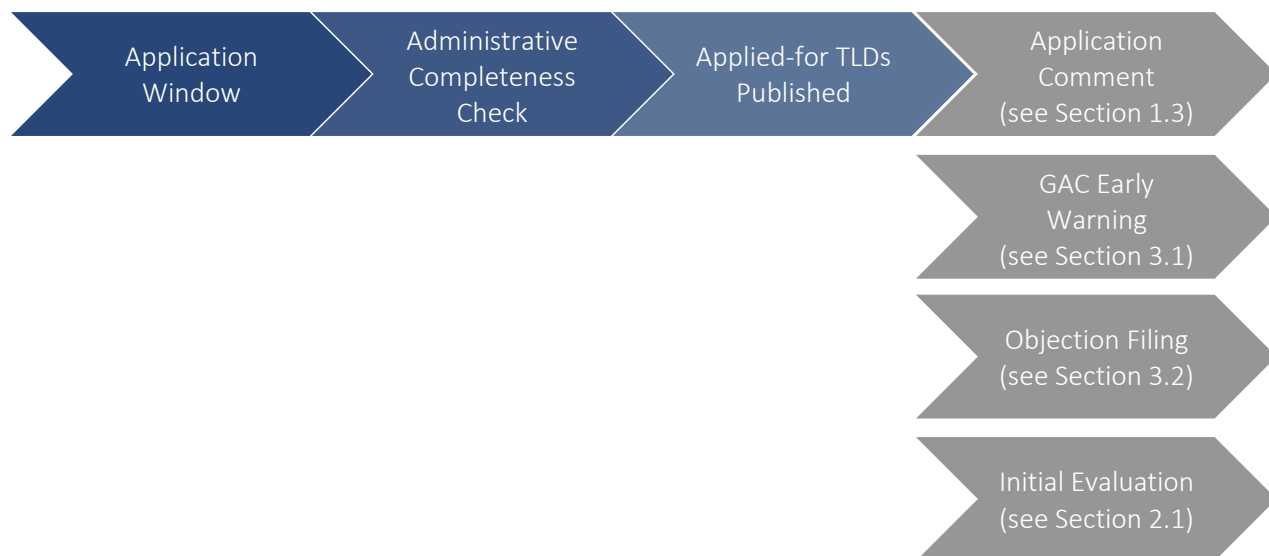 Application
Window
Administrative
Completeness
Check
Applied-for TLDs
Published
Application
Comment
(see Section 1.3)
GAC Early
Warning
(see Section 3.1)
Objection Filing
(see Section 3.2)
Initial Evaluation
(see Section 2.1)